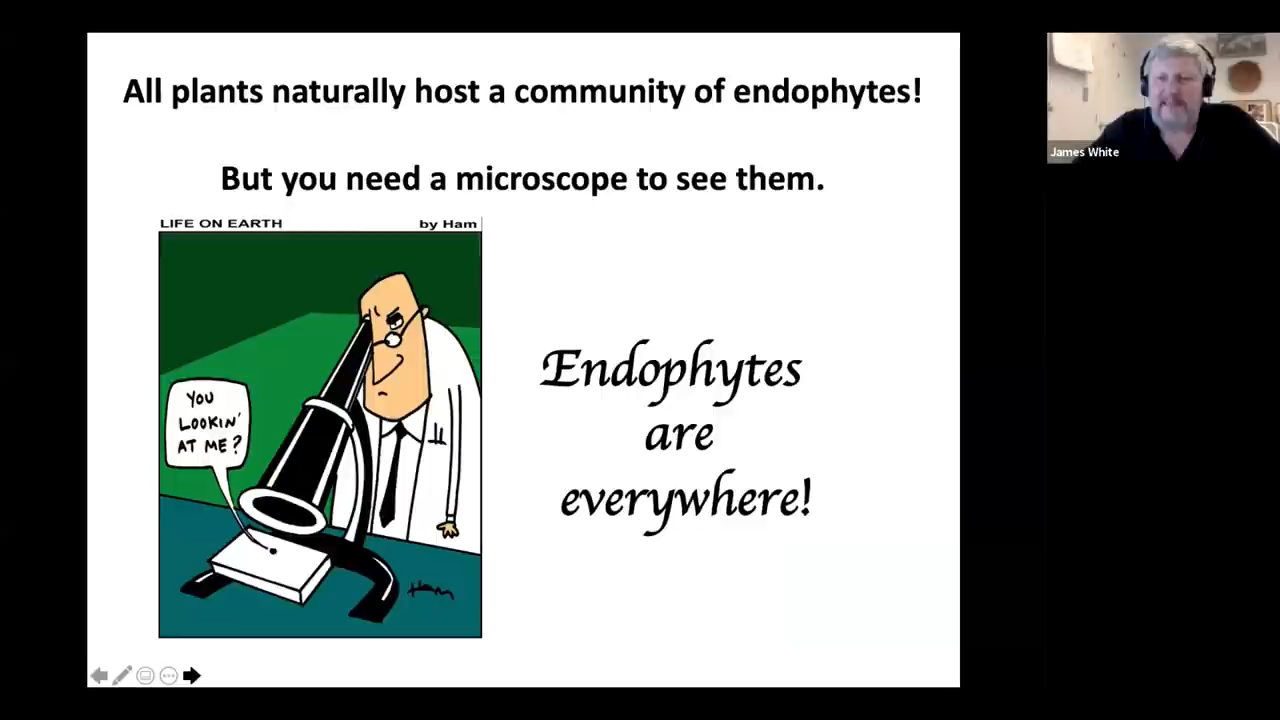 All plants naturally host a community of endophytes!
But you need a microscope to see them.
LIFE ON EARTH by Ham
YOU
LOOKIN'
AT ME?
Ham
Endophytes
are
everywhere!
James White